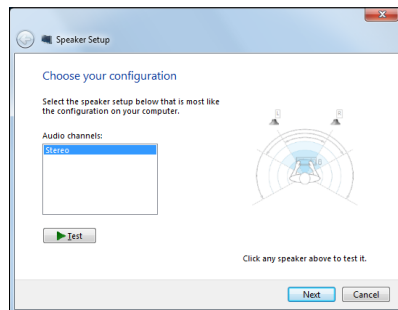 Speaker Setup
Choose your configuration
Select the speaker setup below that is most like
the configuration on your computer.
Audio channels:
Stereo
L
R
Test
Click any speaker above to test it.
Next
Cancel